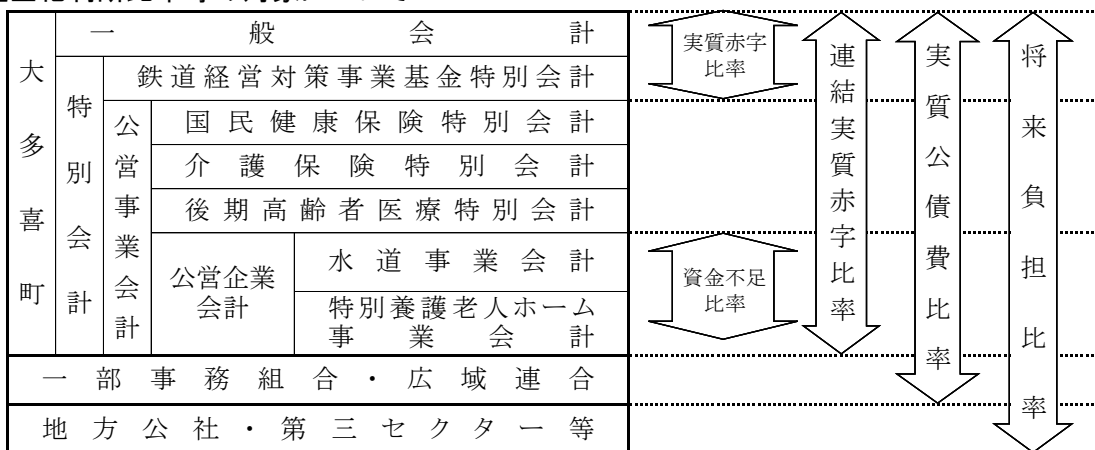 一般会計
大多喜町
特別会計
鉄道経営対策事業基金特別会計
公営事業会計
国民健康保険特別会計
介護保険特別会計
後期高齢者医療特別会計
公営企業
会計
水道事業会計
特別養護老人ホーム
事業会計
一部事務組合・広域連合
地方公社・第三セクター等
実質赤字
比率
資金不足
比率
連結実質赤字比率
実質公債費比率
将来負担比率